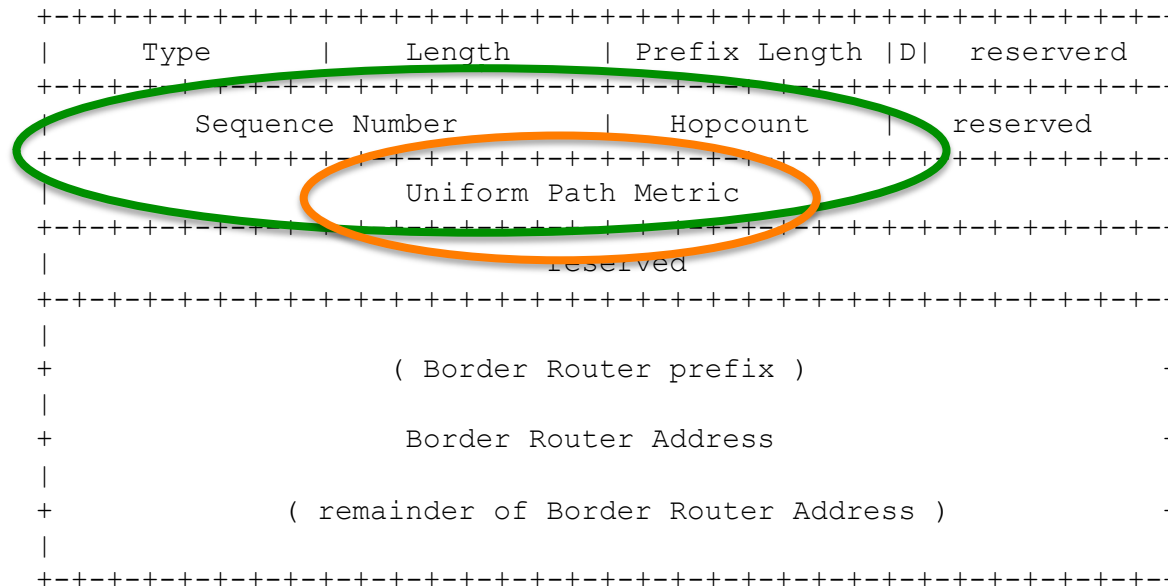 +-+-+-+-+-+-+-+-+-+-+-+-+-+-+-+-+-+-+-+-+-+-+-+-+-+-+-+-+-+-+-+-
| Type | Length | Prefix Length |D| reserverd
+-+-+-+-+-+-+-+-+-+-+-+-+-+-+-+-+-+-+-+-+-+-+-+-+-+-+-+-+-+-+-+-
| Sequence Number | Hopcount | reserved
+-+-+-+-+-+-+-+-+-+-+-+-+-+-+-+-+-+-+-+-+-+-+-+-+-+-+-+-+-+-+-+-
| Uniform Path Metric
+-+-+-+-+-+-+-+-+-+-+-+-+-+-+-+-+-+-+-+-+-+-+-+-+-+-+-+-+-+-+-+-
| reserved
+-+-+-+-+-+-+-+-+-+-+-+-+-+-+-+-+-+-+-+-+-+-+-+-+-+-+-+-+-+-+-+-
|
+ ( Border Router prefix ) +
|
+ Border Router Address +
|
+ ( remainder of Border Router Address ) +
|
+-+-+-+-+-+-+-+-+-+-+-+-+-+-+-+-+-+-+-+-+-+-+-+-+-+-+-+-+-+-+-+-